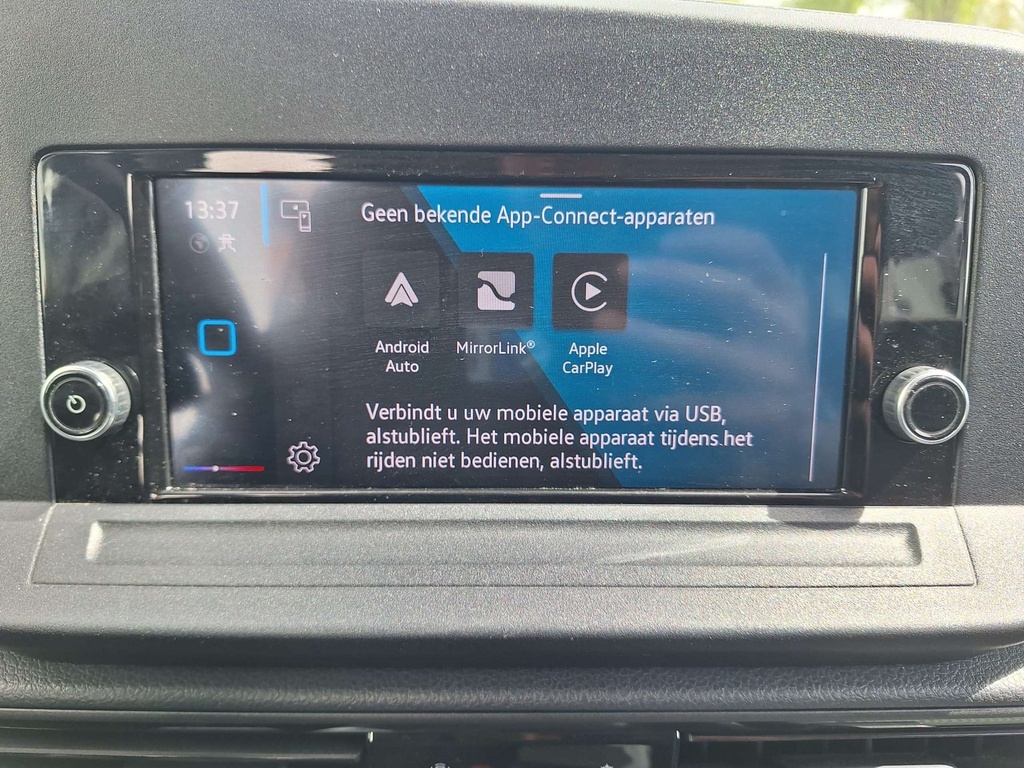 13:37
Geen bekende App-Connect-apparaten
Android
Auto
MirrorLink®
Apple
CarPlay
Verbindt u uw mobiele apparaat via USB,
alstublieft. Het mobiele apparaat tijdens het
rijden niet bedienen, alstublieft.